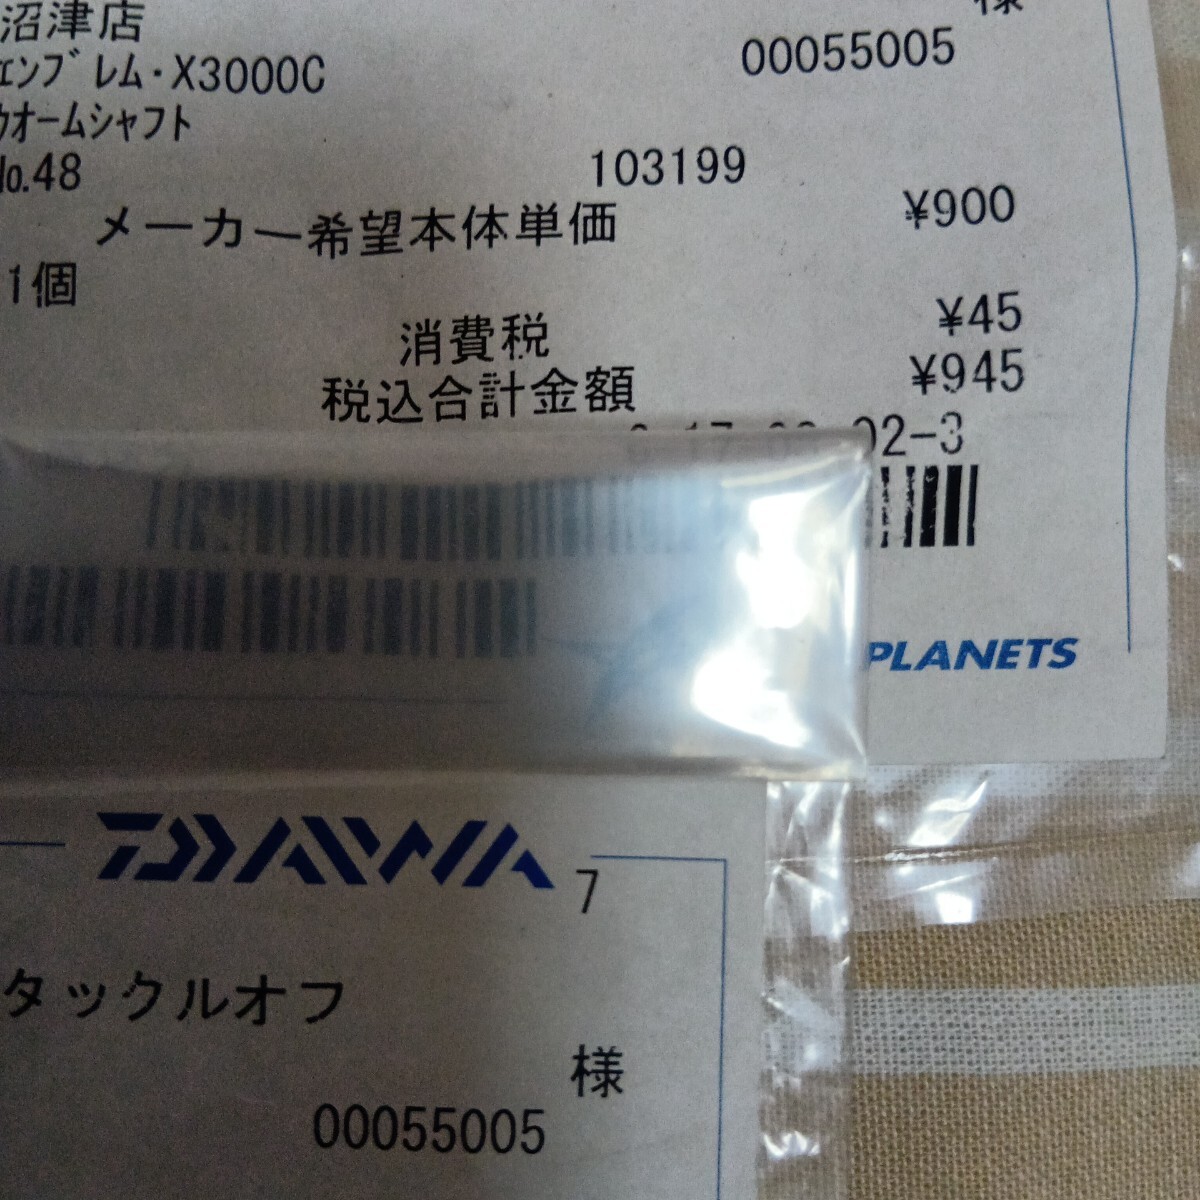 沼津店
様
00055005
エンブレム・X3000C
ウオームシャフト
No.48
103199
メーカー希望本体単価
¥900
1個
消費税
¥45
税込合計金額
¥945
02-3
PLANETS
DAIWA
7
タックルオフ
様
00055005